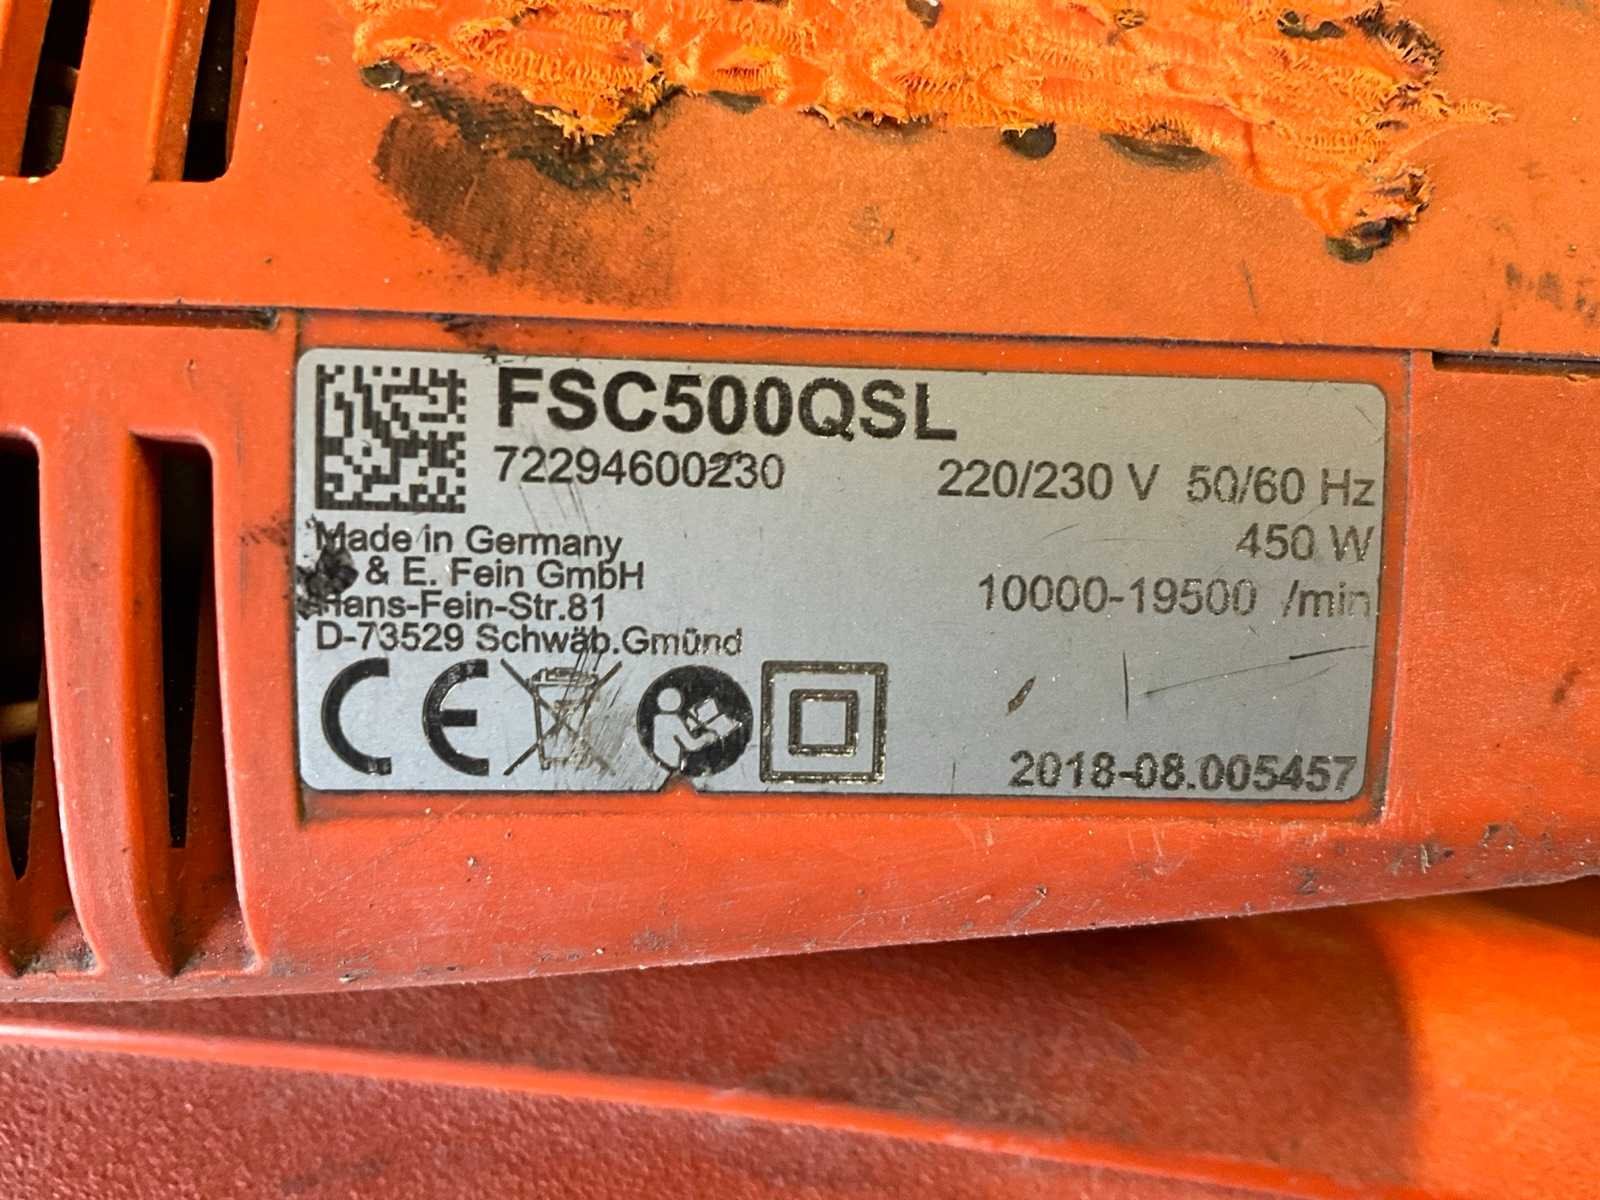 FSC500QSL
72294600230
220/230 V 50/60 Hz
450 W
10000-19500 /min
Made in Germany
& E. Fein GmbH
Hans-Fein-Str.81
D-73529 Schwäb.Gmünd
CE
2018-08.005457